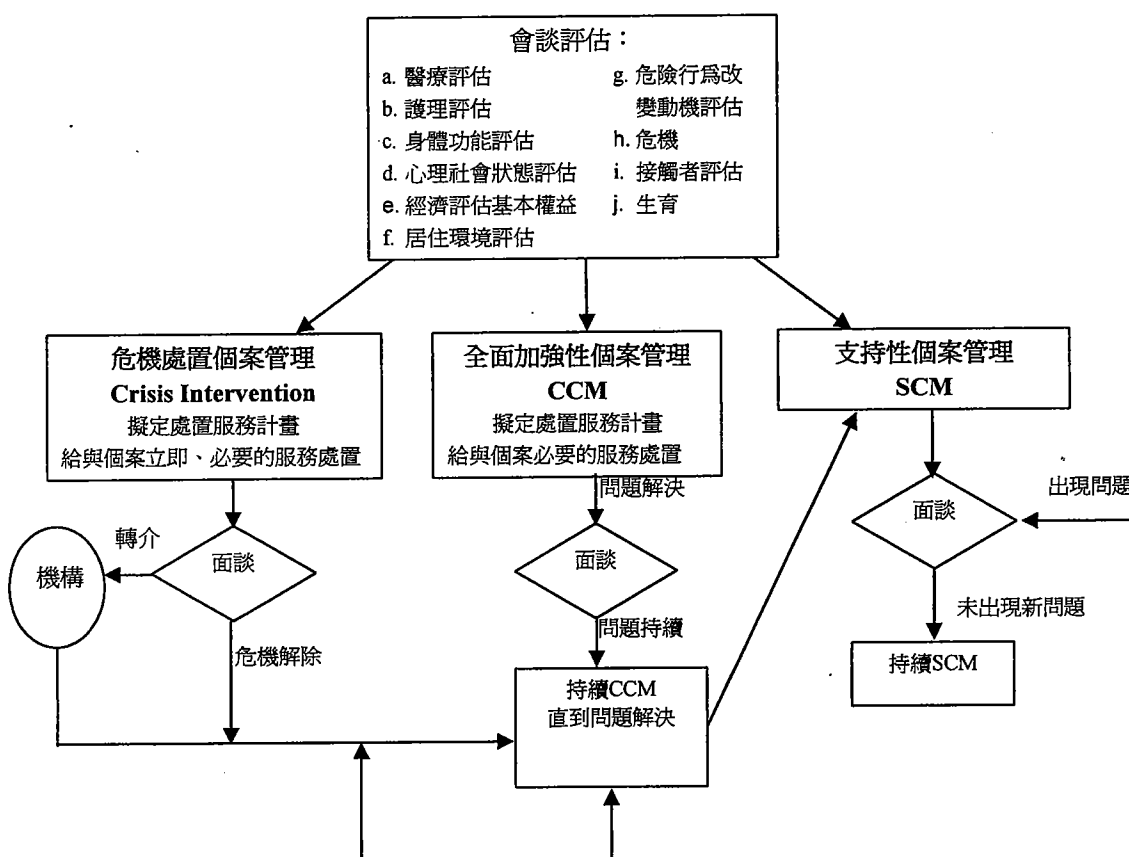 會談評估：
a. 醫療評估
b. 護理評估
c. 身體功能評估
d. 心理社會狀態評估
e. 經濟評估基本權益
f. 居住環境評估
g. 危險行為改
變動機評估
h. 危機
i. 接觸者評估
j. 生育
危機處置個案管理
Crisis Intervention
擬定處置服務計畫
給與個案立即、必要的服務處置
全面加強性個案管理
CCM
擬定處置服務計畫
給與個案必要的服務處置
支持性個案管理
SCM
問題解決
出現問題
面談
轉介
面談
面談
機構
未出現新問題
問題持續
危機解除
持續SCM
持續CCM
直到問題解決